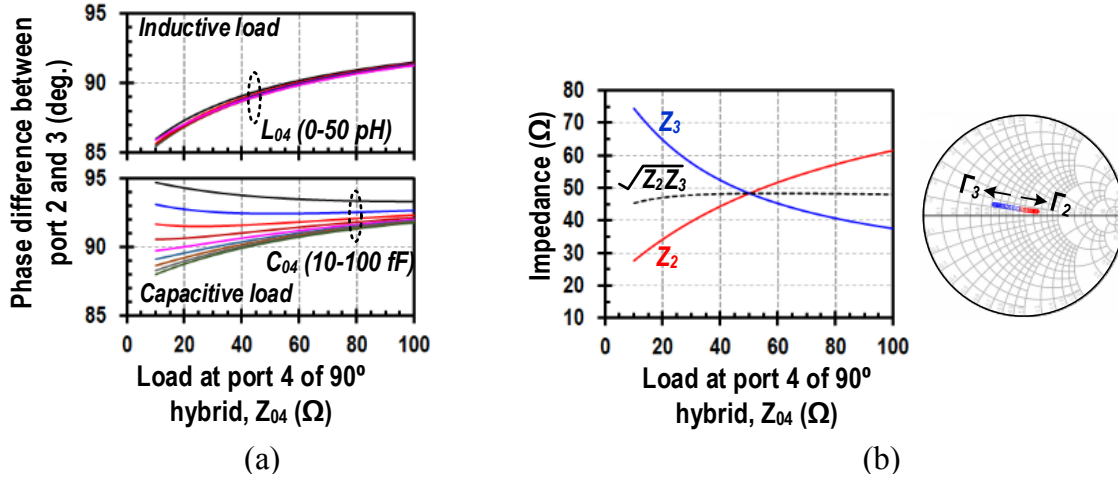 Phase difference between
port 2 and 3 (deg.)
95
90
85
Inductive load
L04 (0-50 pH)
95
90
85
C04 (10-100 fF)
Capacitive load
0 20 40 60 80 100
Load at port 4 of 90º
hybrid, Z04 (Ω)
(a)
Impedance (Ω)
80
70
60
50
40
30
20
10
Z3
√Z2Z3
Z2
0 20 40 60 80 100
Load at port 4 of 90º
hybrid, Z04 (Ω)
Γ3
Γ2
(b)